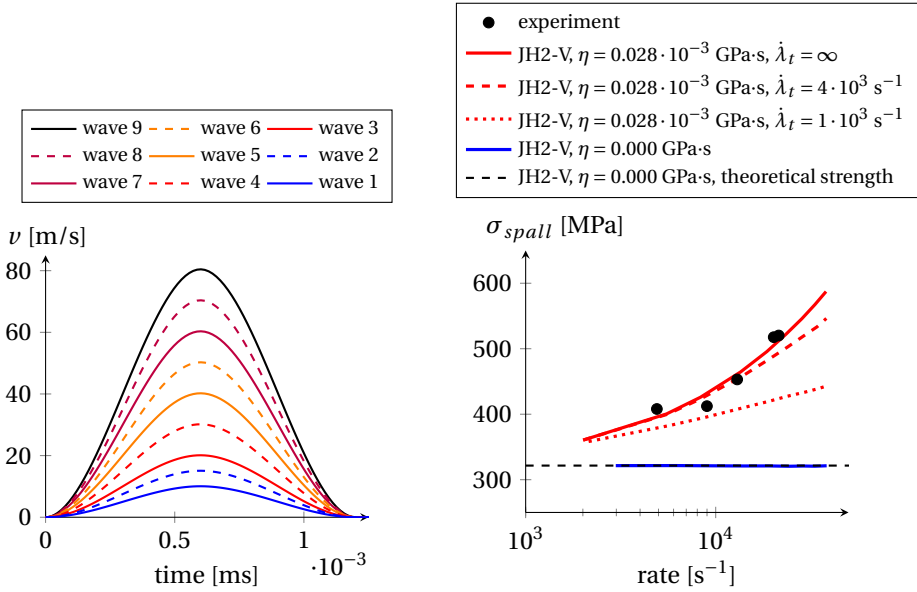 experiment
JH2-V, η = 0.028 · 10⁻³ GPa·s, λ̇ₜ = ∞
JH2-V, η = 0.028 · 10⁻³ GPa·s, λ̇ₜ = 4 · 10³ s⁻¹
JH2-V, η = 0.028 · 10⁻³ GPa·s, λ̇ₜ = 1 · 10³ s⁻¹
JH2-V, η = 0.000 GPa·s
JH2-V, η = 0.000 GPa·s, theoretical strength
wave 9 wave 6 wave 3
wave 8 wave 5 wave 2
wave 7 wave 4 wave 1
v [m/s]
80
60
40
20
0
0 0.5 1
·10⁻³
time [ms]
σ_spall [MPa]
600
500
400
300
10³ 10⁴
rate [s⁻¹]